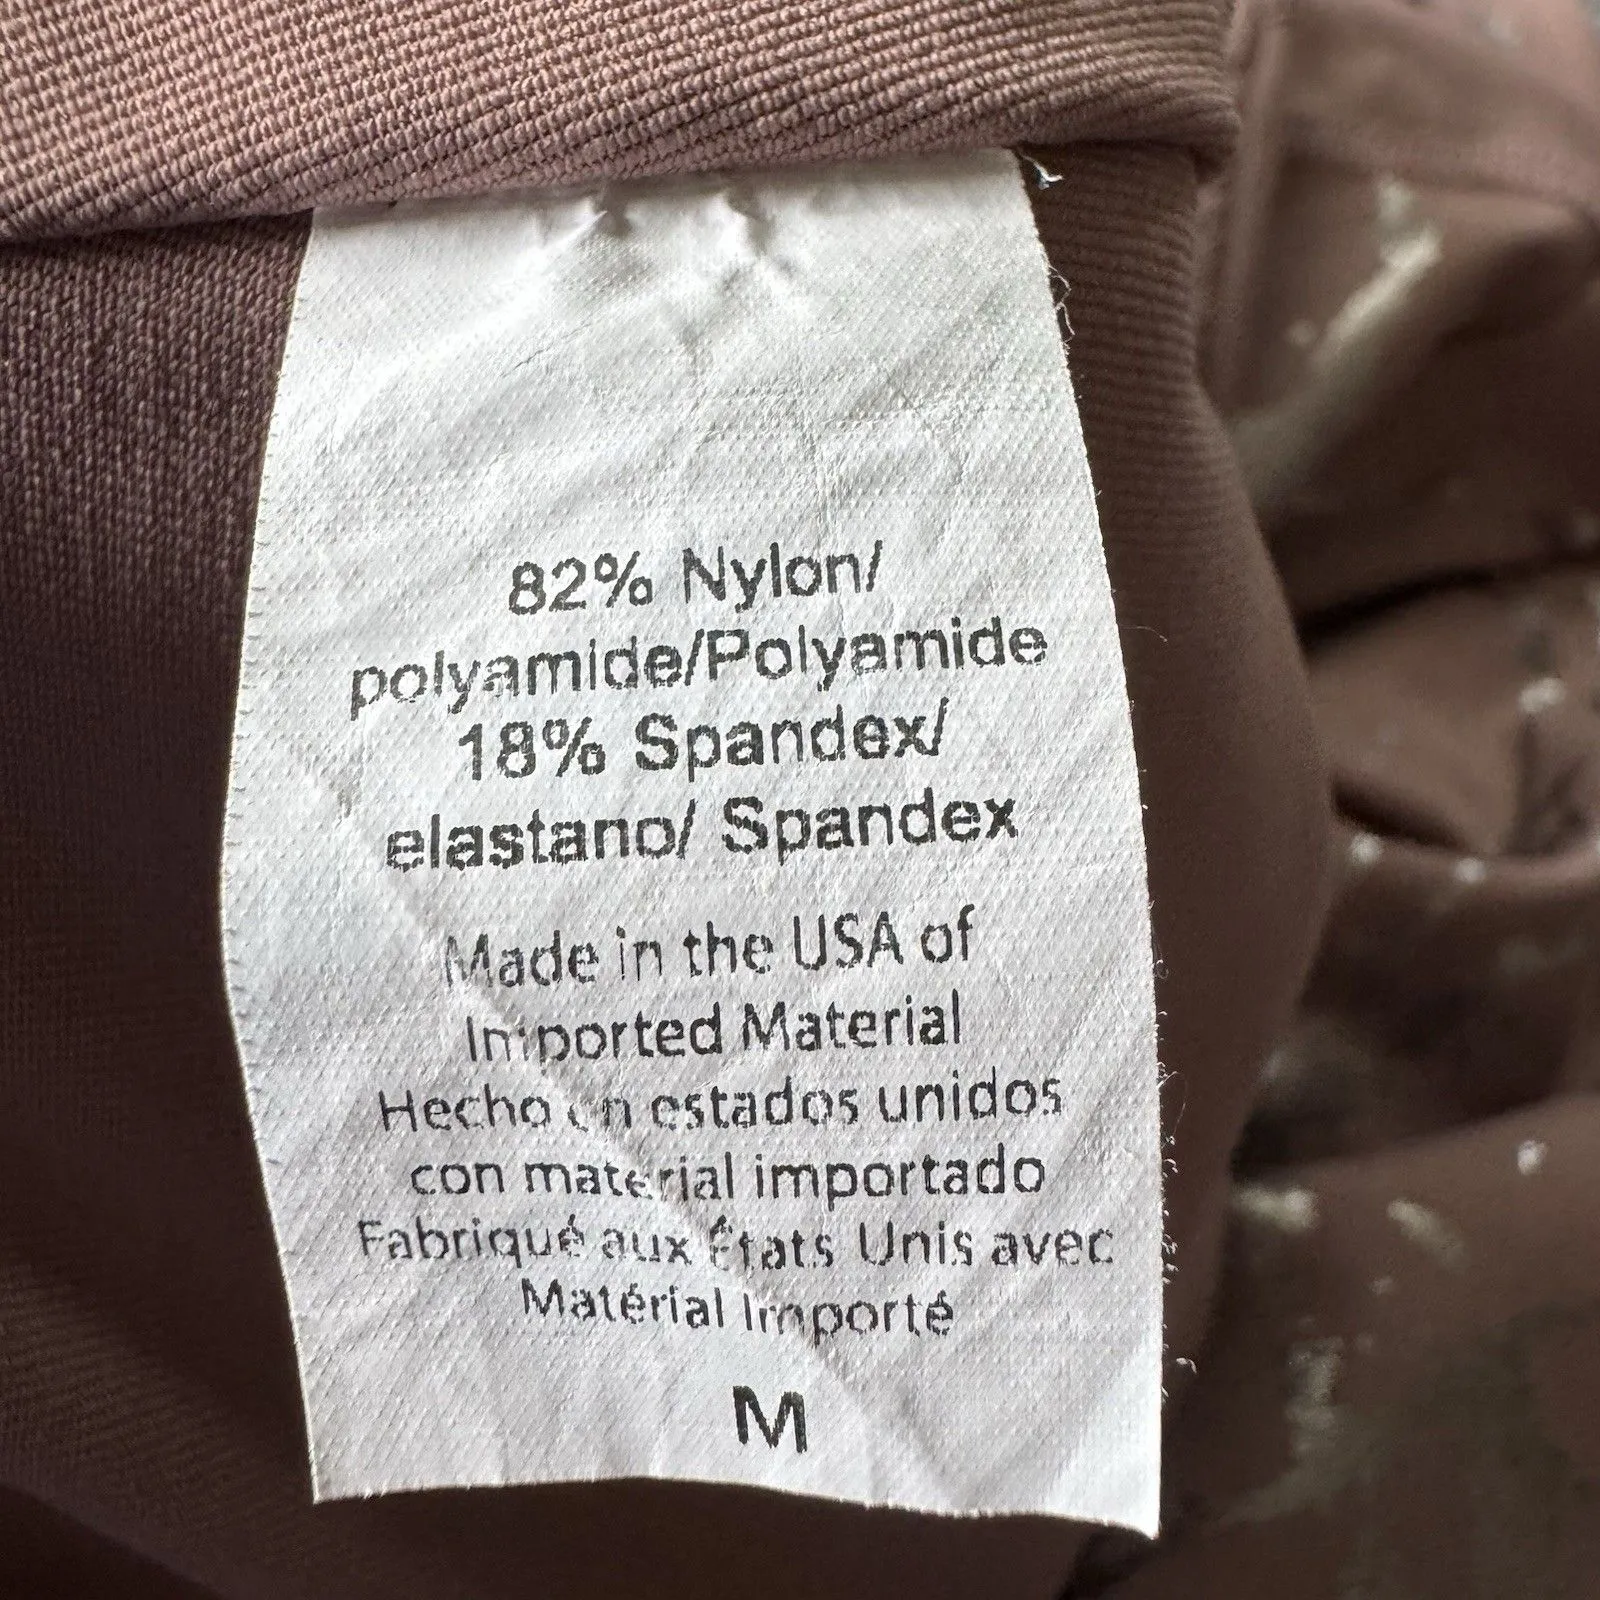 82% Nylon/
polyamide/Polyamide
18% Spandex/
elastano/ Spandex
Made in the USA of
Imported Material
Hecho en estados unidos
con material importado
Fabriqué aux États Unis avec
Matérial Importé
M